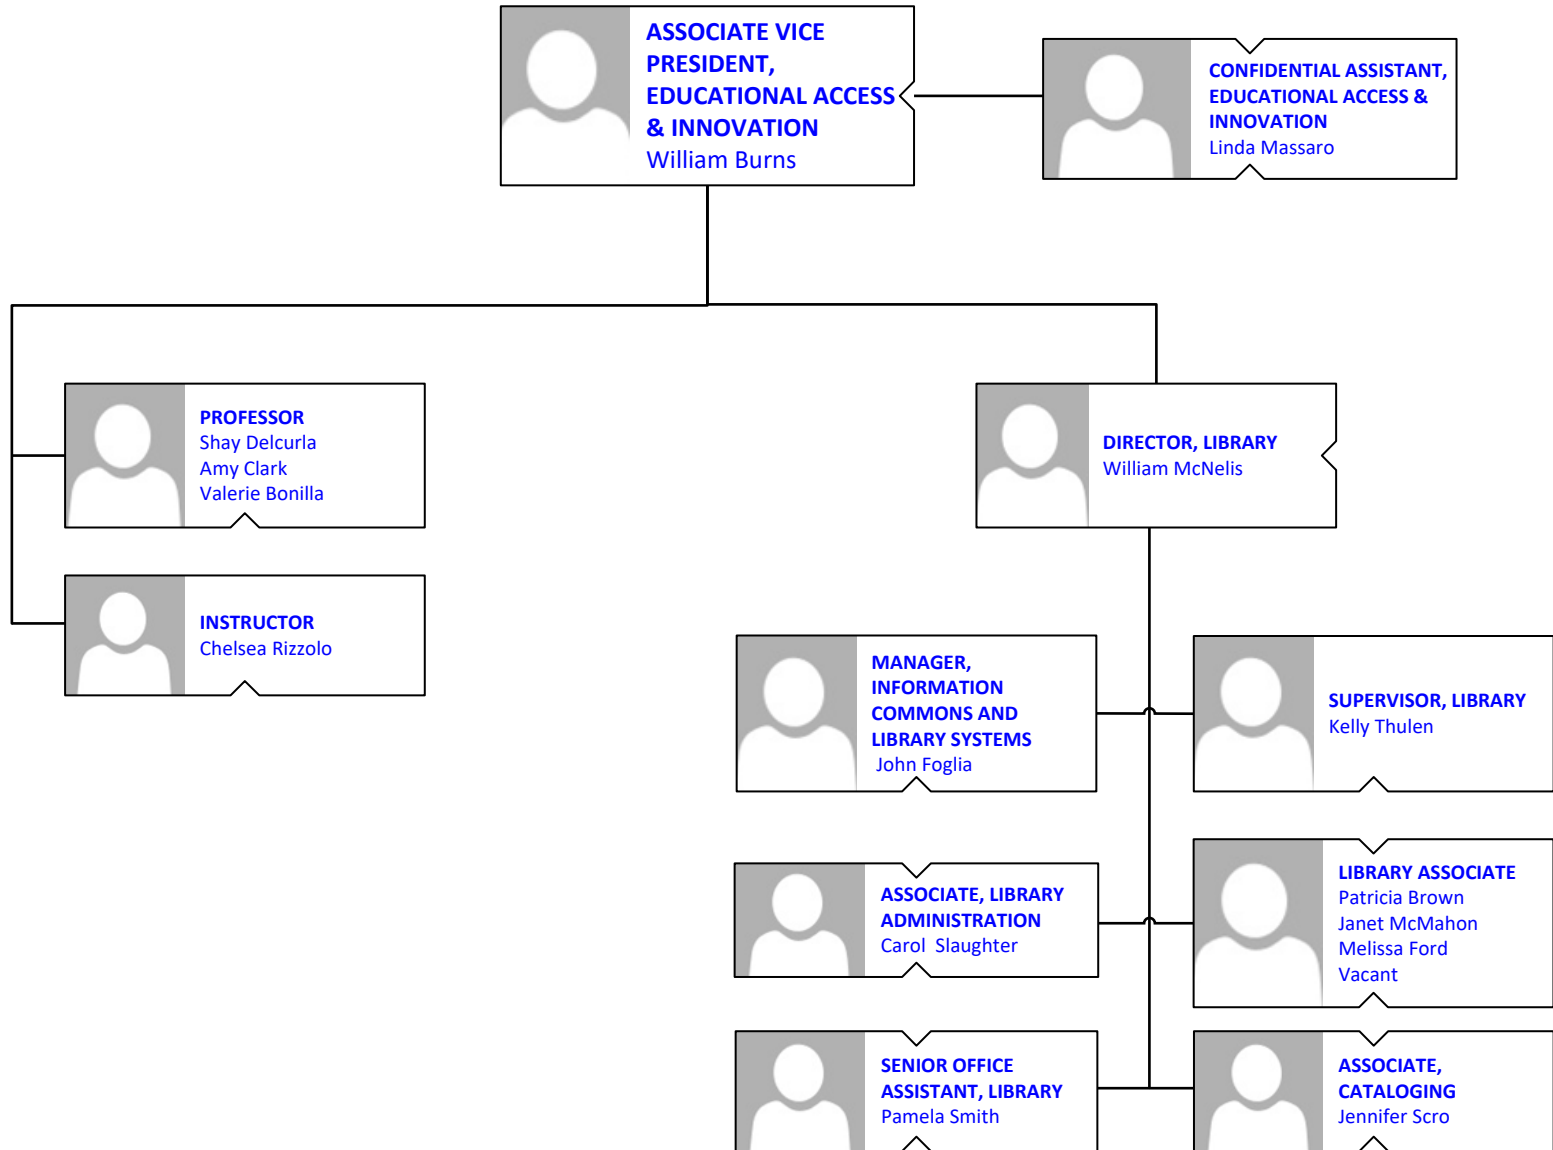 ASSOCIATE VICE
PRESIDENT,
EDUCATIONAL ACCESS
& INNOVATION
William Burns
CONFIDENTIAL ASSISTANT,
EDUCATIONAL ACCESS &
INNOVATION
Linda Massaro
PROFESSOR
Shay Delcurla
Amy Clark
Valerie Bonilla
DIRECTOR, LIBRARY
William McNelis
INSTRUCTOR
Chelsea Rizzolo
MANAGER,
INFORMATION
COMMONS AND
LIBRARY SYSTEMS
John Foglia
SUPERVISOR, LIBRARY
Kelly Thulen
ASSOCIATE, LIBRARY
ADMINISTRATION
Carol  Slaughter
LIBRARY ASSOCIATE
Patricia Brown
Janet McMahon
Melissa Ford
Vacant
SENIOR OFFICE
ASSISTANT, LIBRARY
Pamela Smith
ASSOCIATE,
CATALOGING
Jennifer Scro